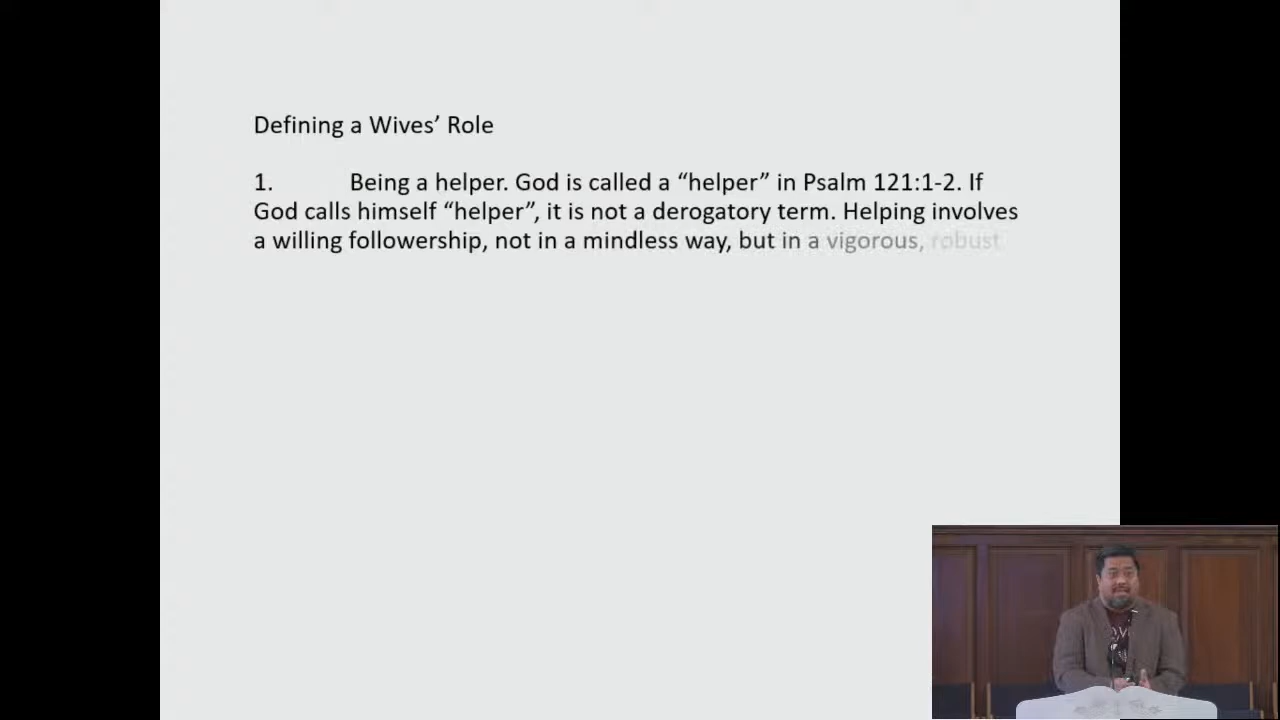 Defining a Wives’ Role
1. Being a helper. God is called a “helper” in Psalm 121:1-2. If
God calls himself “helper”, it is not a derogatory term. Helping involves
a willing followership, not in a mindless way, but in a vigorous, robust